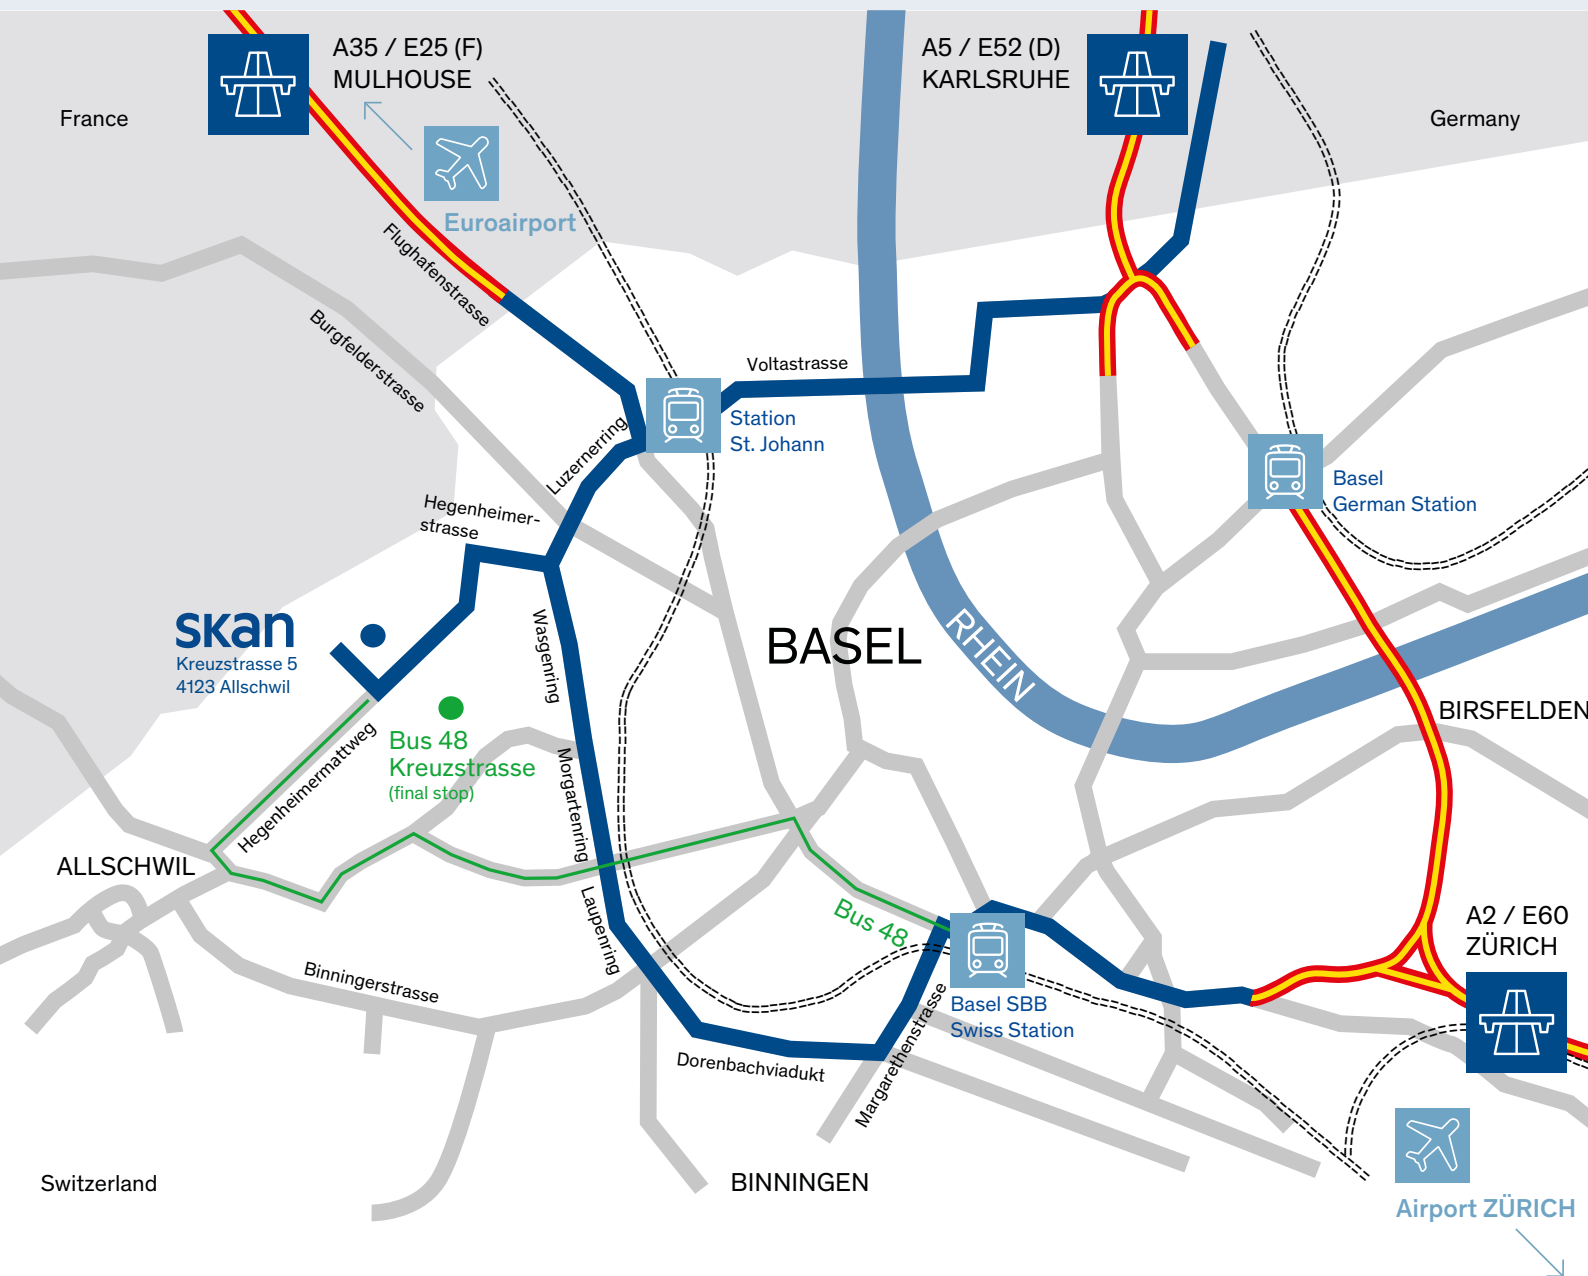 A35 / E25 (F)
MULHOUSE
A5 / E52 (D)
KARLSRUHE
France
Germany
Euroairport
Flughafenstrasse
Burgfelderstrasse
Voltastrasse
Station
St. Johann
Luzernerring
Hegenheimer-
strasse
Basel
German Station
skan
Kreuzstrasse 5
4123 Allschwil
Wasgenring
BASEL
RHEIN
BIRSFELDEN
Bus 48
Kreuzstrasse
(final stop)
Hegenheimermattweg
Morgartenring
ALLSCHWIL
Laupenring
Bus 48
A2 / E60
ZÜRICH
Binningerstrasse
Basel SBB
Swiss Station
Margarethenstrasse
Dorenbachviadukt
Switzerland
BINNINGEN
Airport ZÜRICH